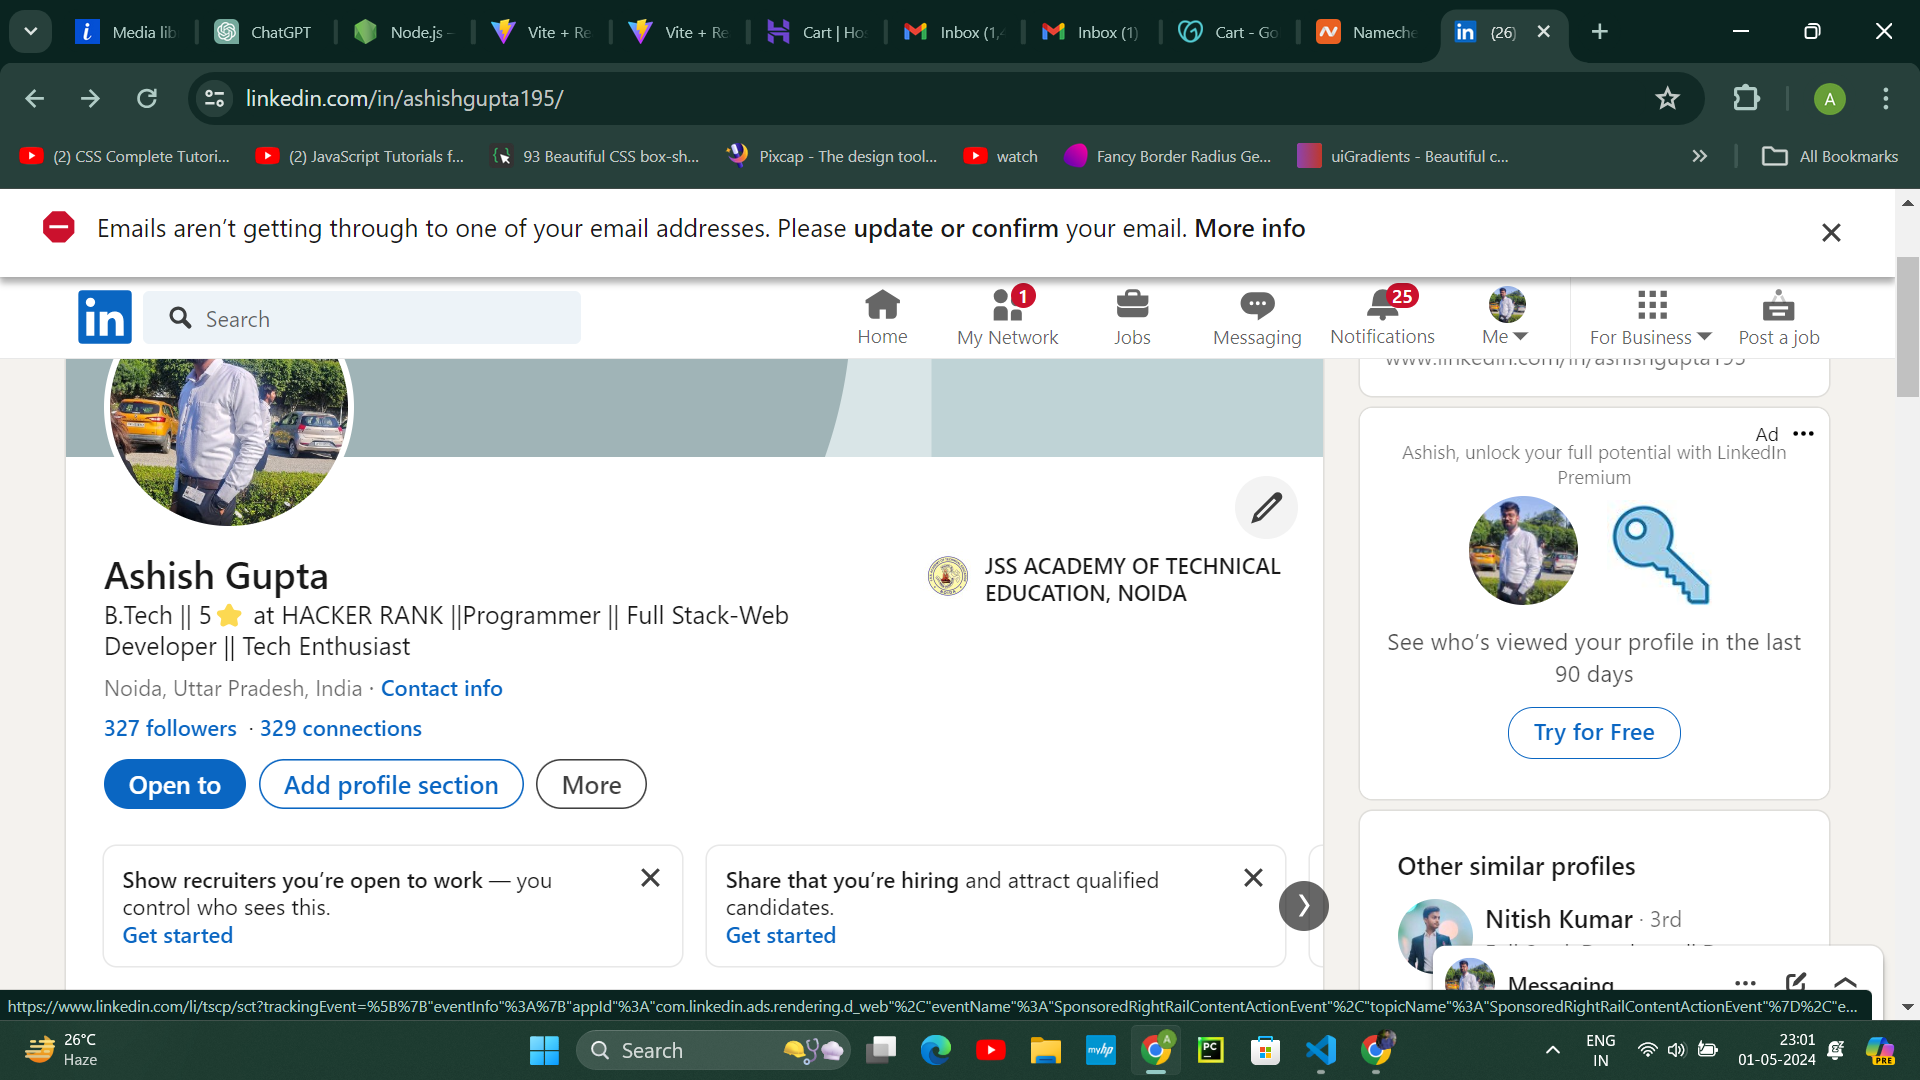 Media lib
ChatGPT
Node.js –
Vite + Re
Vite + Re
Cart | Hos
Inbox (1,4
Inbox (1)
Cart - Go
Nameche
(26)
linkedin.com/in/ashishgupta195/
A
(2) CSS Complete Tutori...
(2) JavaScript Tutorials f...
93 Beautiful CSS box-sh...
Pixcap - The design tool...
watch
Fancy Border Radius Ge...
uiGradients - Beautiful c...
All Bookmarks
Emails aren’t getting through to one of your email addresses. Please update or confirm your email. More info
in
Search
Home
1
My Network
Jobs
Messaging
25
Notifications
Me
For Business
Post a job
www.linkedin.com/in/ashishgupta195
Ashish Gupta
B.Tech || 5⭐ at HACKER RANK ||Programmer || Full Stack-Web
Developer || Tech Enthusiast
JSS ACADEMY OF TECHNICAL
EDUCATION, NOIDA
Noida, Uttar Pradesh, India · Contact info
327 followers · 329 connections
Open to
Add profile section
More
Show recruiters you’re open to work — you
control who sees this.
Get started
Share that you’re hiring and attract qualified
candidates.
Get started
Ad
Ashish, unlock your full potential with LinkedIn
Premium
See who’s viewed your profile in the last
90 days
Try for Free
Other similar profiles
Nitish Kumar · 3rd
Messaging
https://www.linkedin.com/li/tscp/sct?trackingEvent=%5B%7B"eventInfo"%3A%7B"appId"%3A"com.linkedin.ads.rendering.d_web"%2C"eventName"%3A"SponsoredRightRailContentActionEvent"%2C"topicName"%3A"SponsoredRightRailContentActionEvent"%7D%2C"e...
26°C
Haze
Search
myhp
A
PC
ENG
IN
23:01
01-05-2024
PRE